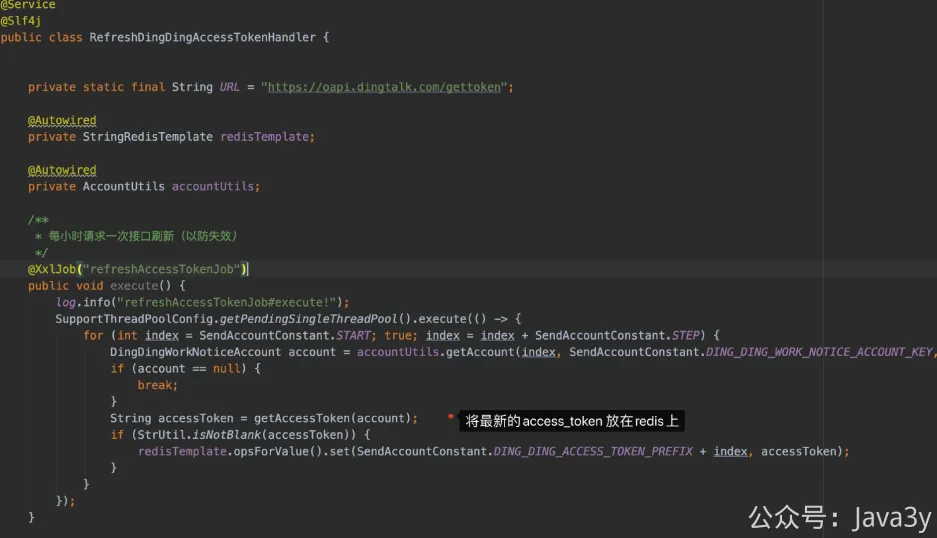 @Service
@Slf4j
public class RefreshDingDingAccessTokenHandler {
private static final String URL = "https://oapi.dingtalk.com/gettoken";
@Autowired
private StringRedisTemplate redisTemplate;
@Autowired
private AccountUtils accountUtils;
/**
* 每小时请求一次接口刷新（以防失效）
*/
@XxlJob("refreshAccessTokenJob")
public void execute() {
log.info("refreshAccessTokenJob#execute!");
SupportThreadPoolConfig.getPendingSingleThreadPool().execute(() -> {
for (int index = SendAccountConstant.START; true; index = index + SendAccountConstant.STEP) {
DingDingWorkNoticeAccount account = accountUtils.getAccount(index, SendAccountConstant.DING_DING_WORK_NOTICE_ACCOUNT_KEY,
if (account == null) {
break;
}
String accessToken = getAccessToken(account);
将最新的access_token 放在redis上
if (StrUtil.isNotBlank(accessToken)) {
redisTemplate.opsForValue().set(SendAccountConstant.DING_DING_ACCESS_TOKEN_PREFIX + index, accessToken);
}
}
});
}
公众号：Java3y